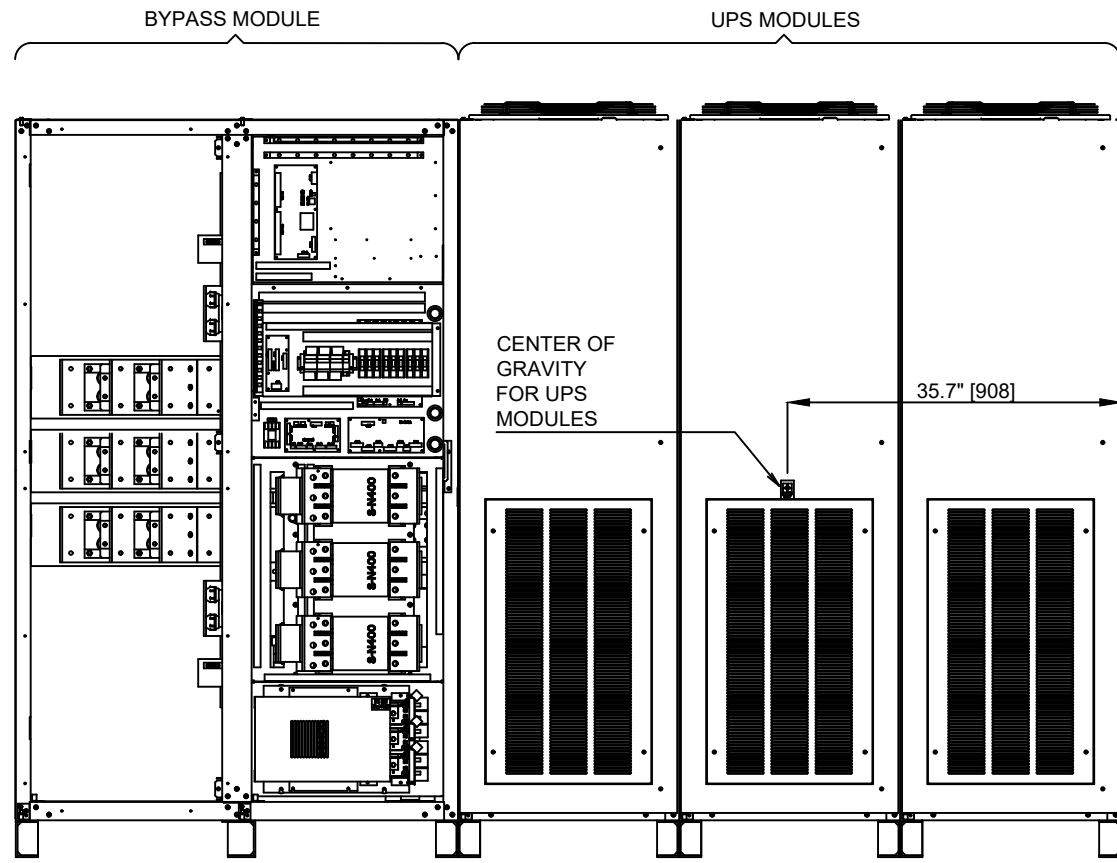 BYPASS MODULE
UPS MODULES
CENTER OF
GRAVITY
FOR UPS
MODULES
35.7" [908]
S-N400
S-N400
S-N400